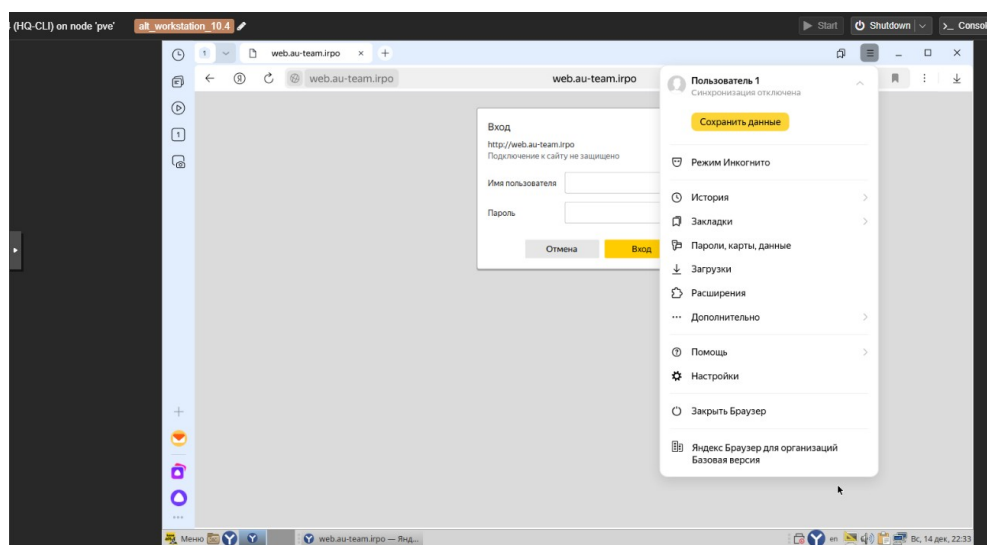 (HQ-CLI) on node 'pve' alt_workstation_10.4 Start Shutdown >_ Consol
1 web.au-team.irpo × +
web.au-team.irpo web.au-team.irpo
Пользователь 1
Синхронизация отключена
Сохранить данные
Вход
http://web.au-team.irpo
Подключение к сайту не защищено
Имя пользователя
Пароль
Отмена Вход
Режим Инкогнито
История
Закладки
Пароли, карты, данные
Загрузки
Расширения
Дополнительно
Помощь
Настройки
Закрыть Браузер
Яндекс Браузер для организаций
Базовая версия
1
Меню web.au-team.irpo — Янд... en Вс, 14 дек, 22:33